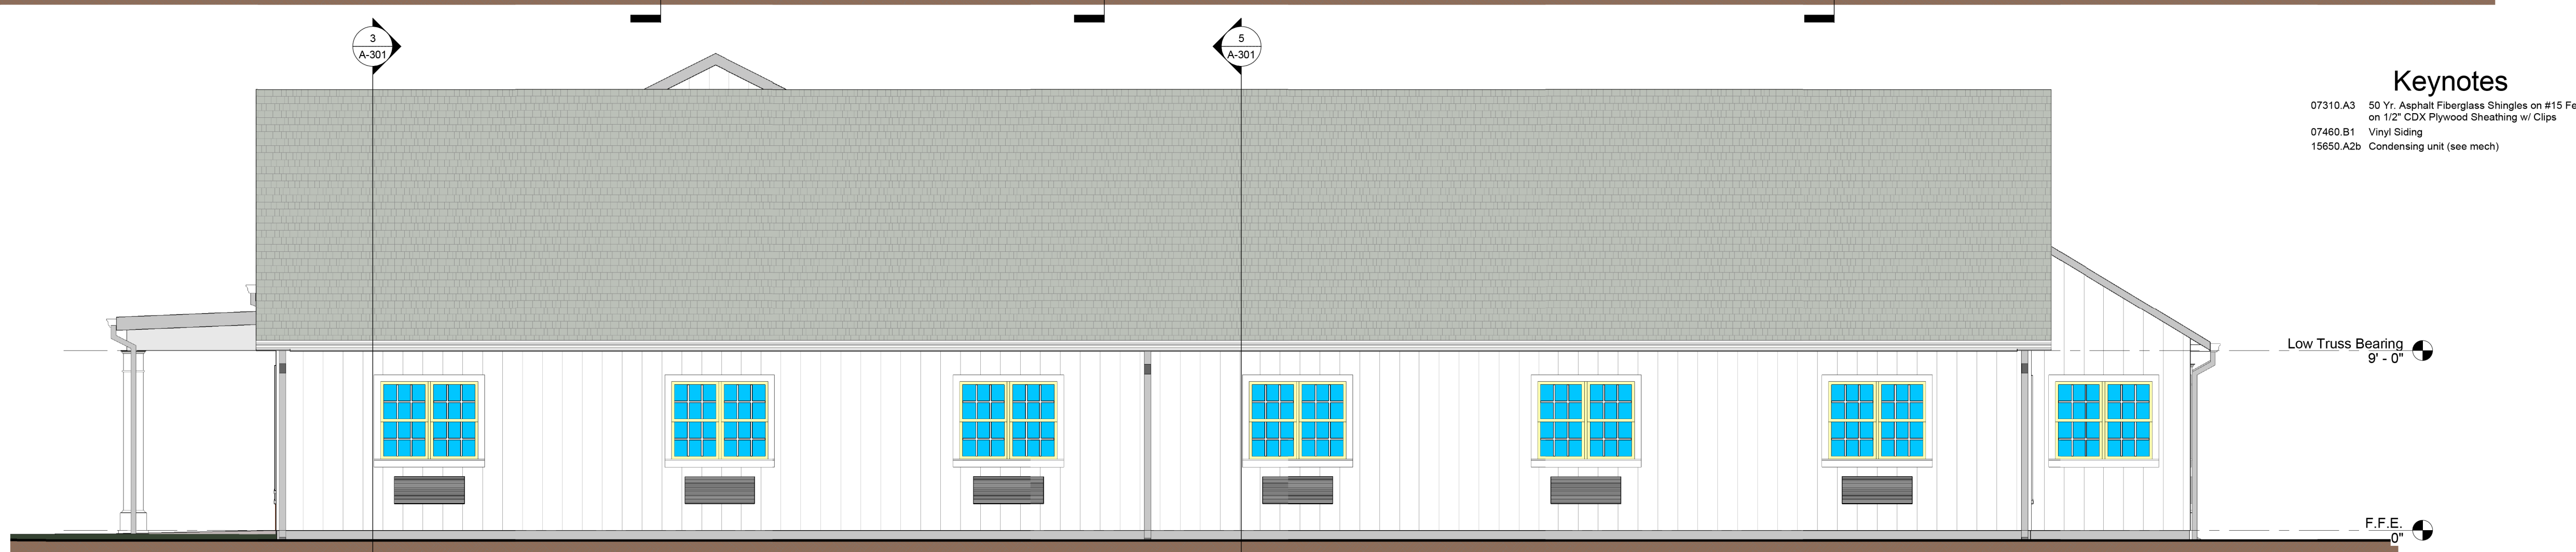 3
A-301
5
A-301
Keynotes
07310.A3 50 Yr. Asphalt Fiberglass Shingles on #15 Fe
on 1/2" CDX Plywood Sheathing w/ Clips
07460.B1 Vinyl Siding
15650.A2b Condensing unit (see mech)
Low Truss Bearing
9' - 0"
F.F.E.
0"